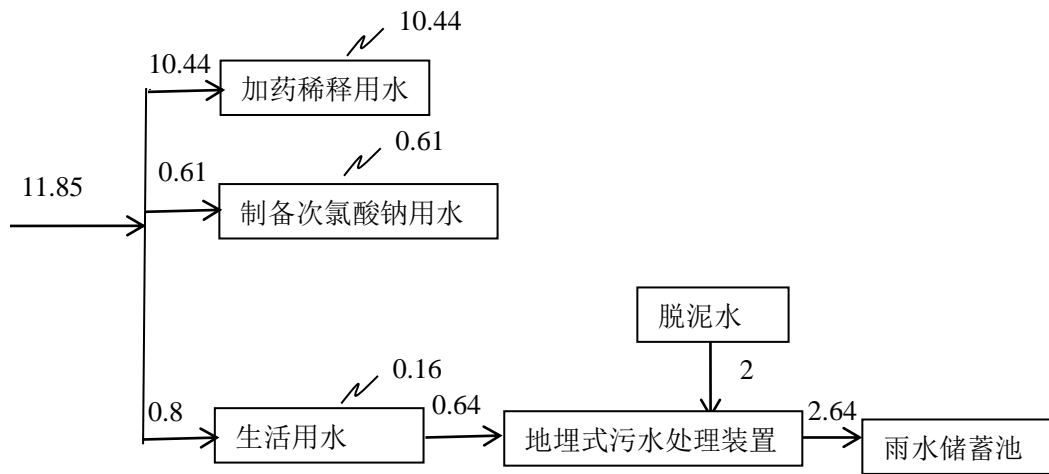 10.44
10.44
加药稀释用水
0.61
0.61
制备次氯酸钠用水
11.85
脱泥水
2
0.16
0.8
生活用水
0.64
地埋式污水处理装置
2.64
雨水储蓄池